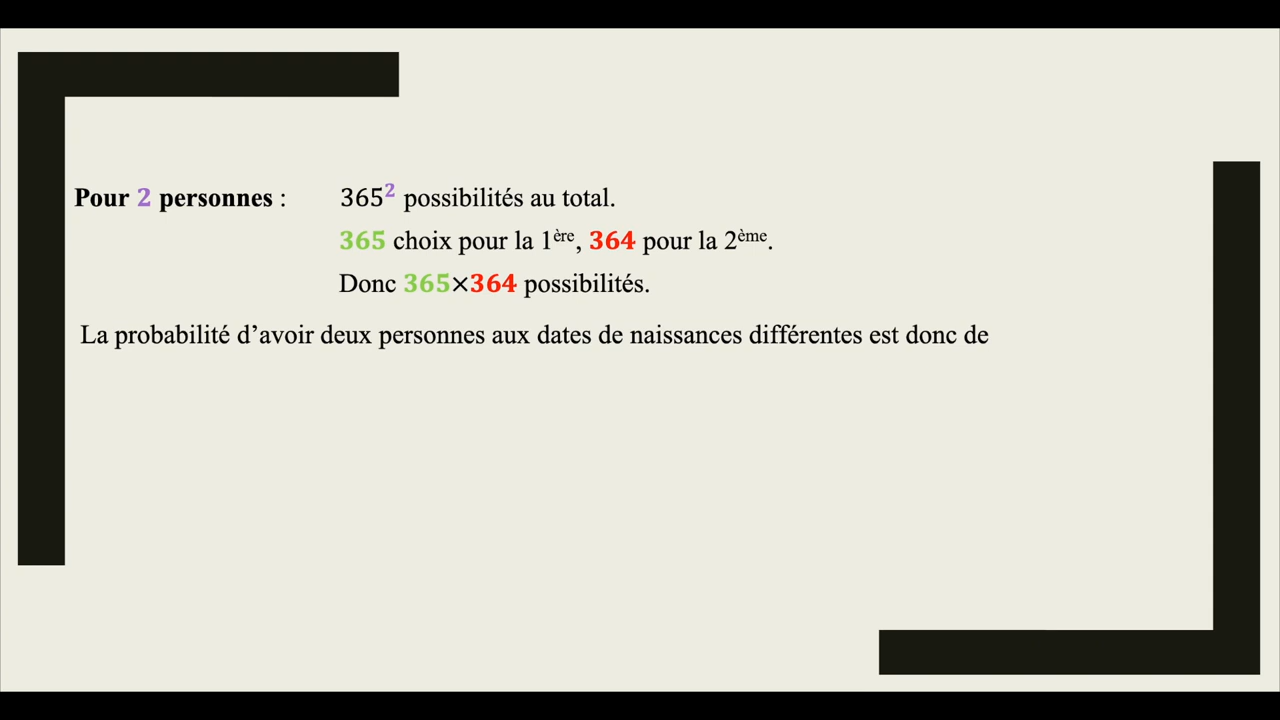 Pour 2 personnes : 365² possibilités au total.
365 choix pour la 1ère, 364 pour la 2ème.
Donc 365×364 possibilités.
La probabilité d’avoir deux personnes aux dates de naissances différentes est donc de